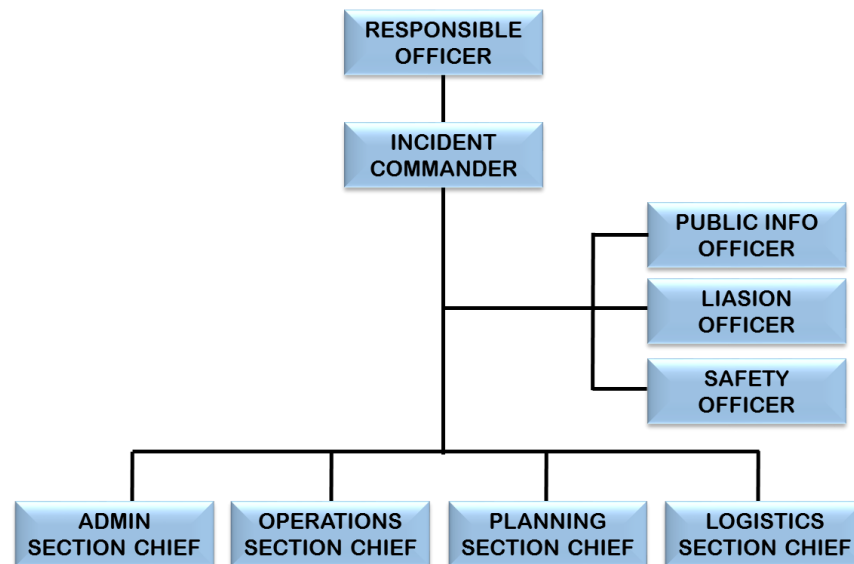 RESPONSIBLE
OFFICER
INCIDENT
COMMANDER
PUBLIC INFO
OFFICER
LIASION
OFFICER
SAFETY
OFFICER
ADMIN
SECTION CHIEF
OPERATIONS
SECTION CHIEF
PLANNING
SECTION CHIEF
LOGISTICS
SECTION CHIEF